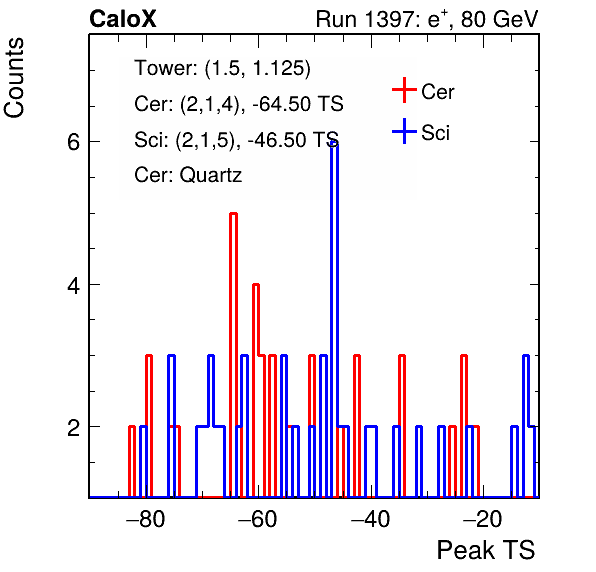 CaloX Run 1397: e⁺, 80 GeV
Counts
Tower: (1.5, 1.125)
Cer: (2,1,4), -64.50 TS
Sci: (2,1,5), -46.50 TS
Cer: Quartz
Cer
Sci
6
4
2
−80 −60 −40 −20
Peak TS